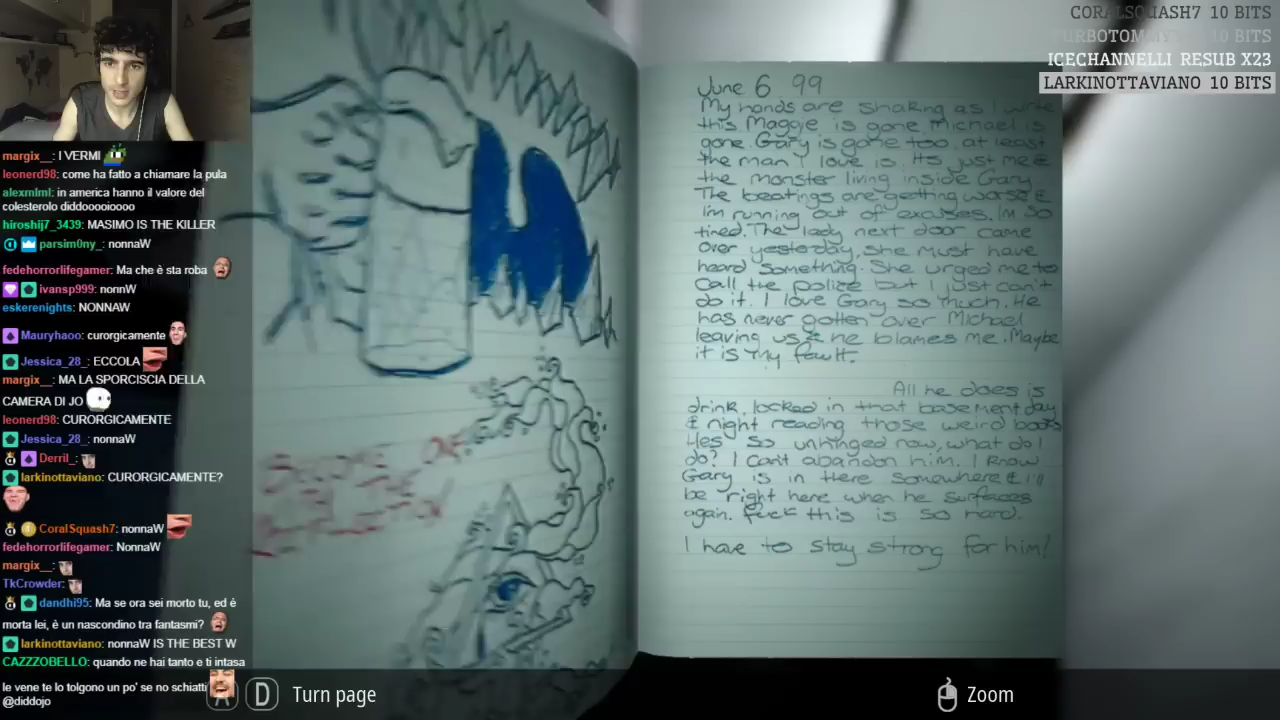 CORALSQUASH7 10 BITS
10 BITS
ICECHANNELLI RESUB X23
LARKINOTTAVIANO 10 BITS
margix__: I VERMI
leonerd98: come ha fatto a chiamare la pula
alexmlml: in america hanno il valore del
colesterolo diddooooioooo
hiroshij7_3439: MASIMO IS THE KILLER
parsim0ny_: nonnaW
fedehorrorlifegamer: Ma che è sta roba
ivansp999: nonnW
eskerenights: NONNAW
Mauryhaoo: curorgicamente
Jessica_28_: ECCOLA
margix__: MA LA SPORCISCIA DELLA
CAMERA DI JO
leonerd98: CURORGICAMENTE
Jessica_28_: nonnaW
Derril_:
larkinottaviano: CURORGICAMENTE?
CoralSquash7: nonnaW
fedehorrorlifegamer: NonnaW
margix__:
TkCrowder:
dandhi95: Ma se ora sei morto tu, ed è
morta lei, è un nascondino tra fantasmi?
larkinottaviano: nonnaW IS THE BEST W
CAZZZOBELLO: quando ne hai tanto e ti intasa
le vene te lo tolgono un po' se no schiatti
@diddojo
June 6 99
My hands are shaking as I write
this Maggie is gone, Michael is
gone. Gary is gone too, at least
the man I love is. Its just me &
the monster living inside Gary
The beatings are getting worse &
I'm running out of excuses. I'm so
tired. The lady next door came
over yesterday, she must have
heard something. She urged me to
call the police but I just can't
do it. I love Gary so much. He
has never gotten over Michael
leaving us & he blames me. Maybe
it is my fault.
All he does is
drink, locked in that basement day
& night reading those weird books
Hes so unhinged now, what do I
do? I can't abandon him. I know
Gary is in there somewhere & i'll
be right here when he surfaces
again. fuck this is so hard.
I have to stay strong for him!
A D Turn page
Zoom